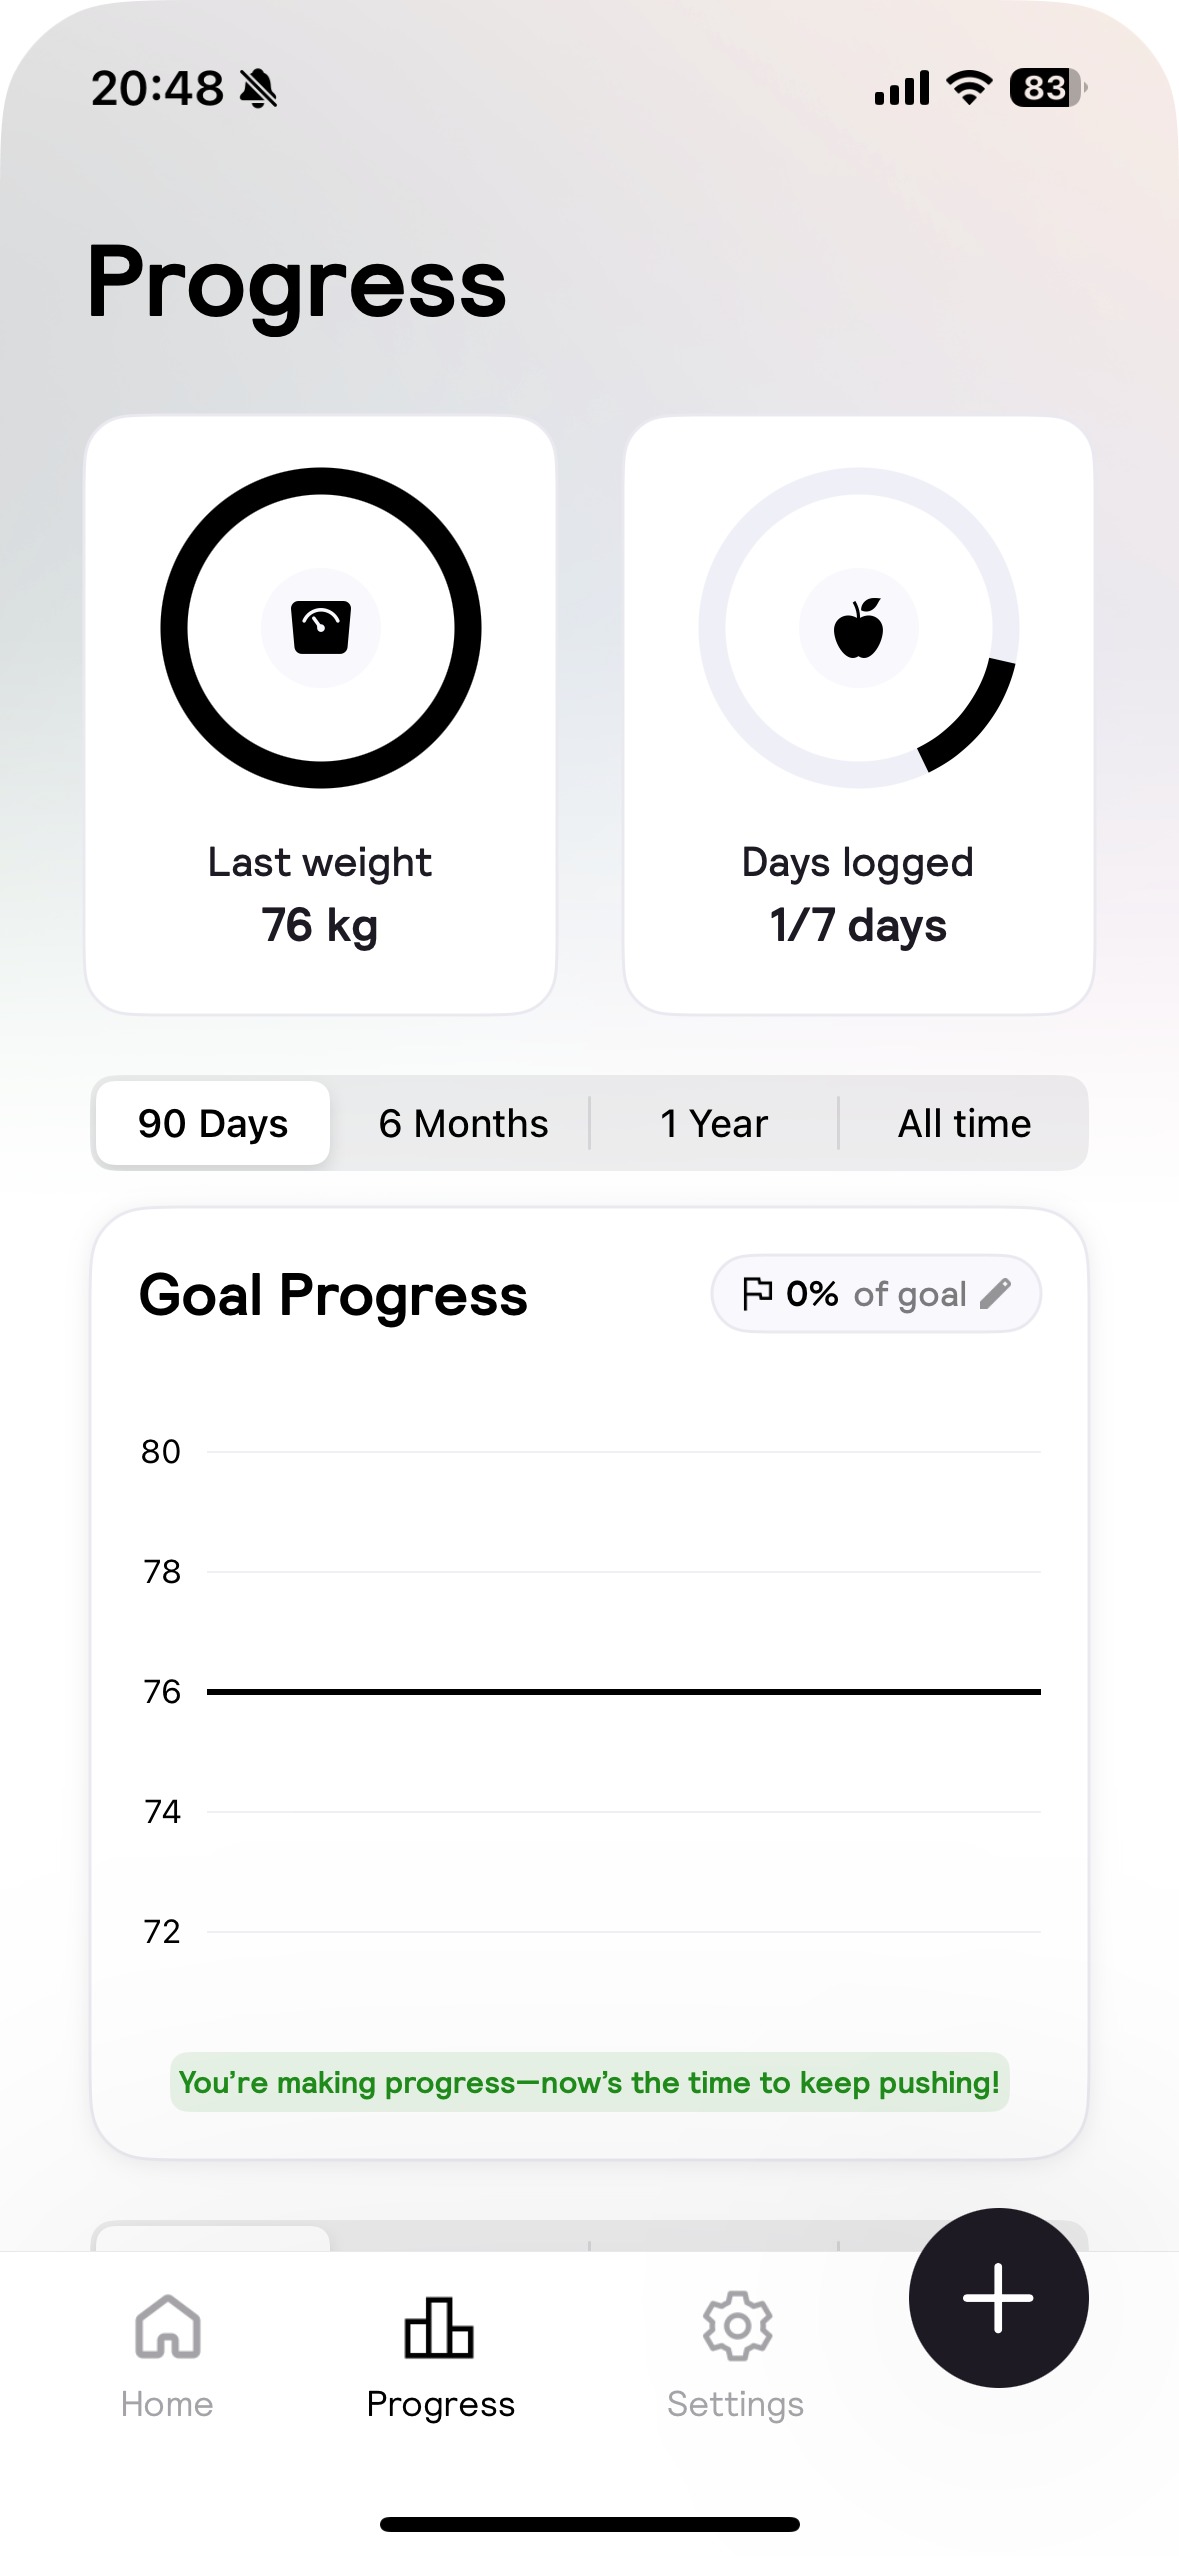 20:48
83
Progress
Last weight
76 kg
Days logged
1/7 days
90 Days
6 Months
1 Year
All time
Goal Progress
0% of goal
80
78
76
74
72
You’re making progress—now’s the time to keep pushing!
Home
Progress
Settings